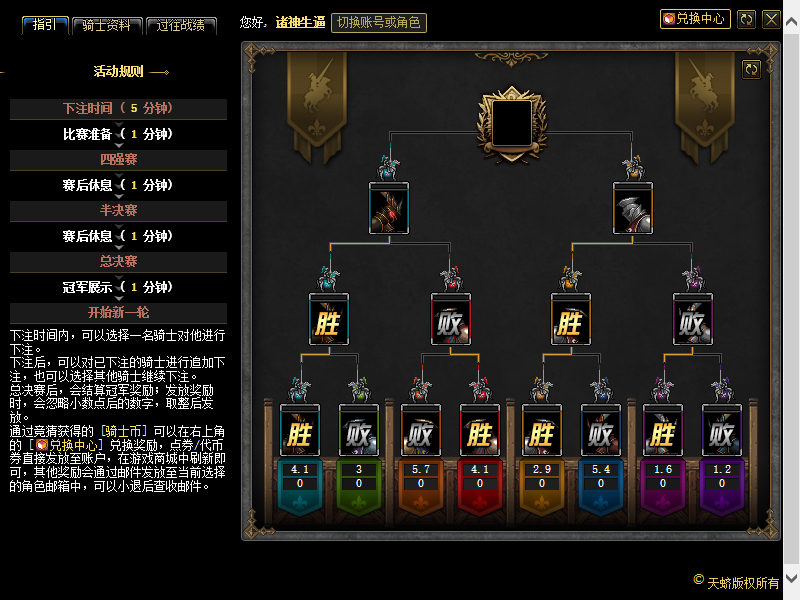 指引 骑士资料 过往战绩
您好, 诸神牛逼 切换账号或角色
兑换中心
活动规则
下注时间 ( 5 分钟)
比赛准备 ( 1 分钟)
四强赛
赛后休息 ( 1 分钟)
半决赛
赛后休息 ( 1 分钟)
总决赛
冠军展示 ( 1 分钟)
开始新一轮
下注时间内，可以选择一名骑士对他进行
下注。
下注后，可以对已下注的骑士进行追加下
注，也可以选择其他骑士继续下注。
总决赛后，会结算冠军奖励；发放奖励
时，会忽略小数点后的数字，取整后发
放。
通过竞猜获得的 [骑士币] 可以在右上角
的 [兑换中心] 兑换奖励，点券/代币
券直接发放至账户，在游戏商城中刷新即
可，其他奖励会通过邮件发放至当前选择
的角色邮箱中，可以小退后查收邮件。
胜 败 胜 败
胜 败 败 胜 胜 败 胜 败
4.1 3 5.7 4.1 2.9 5.4 1.6 1.2
0 0 0 0 0 0 0 0
© 天蛴版权所有